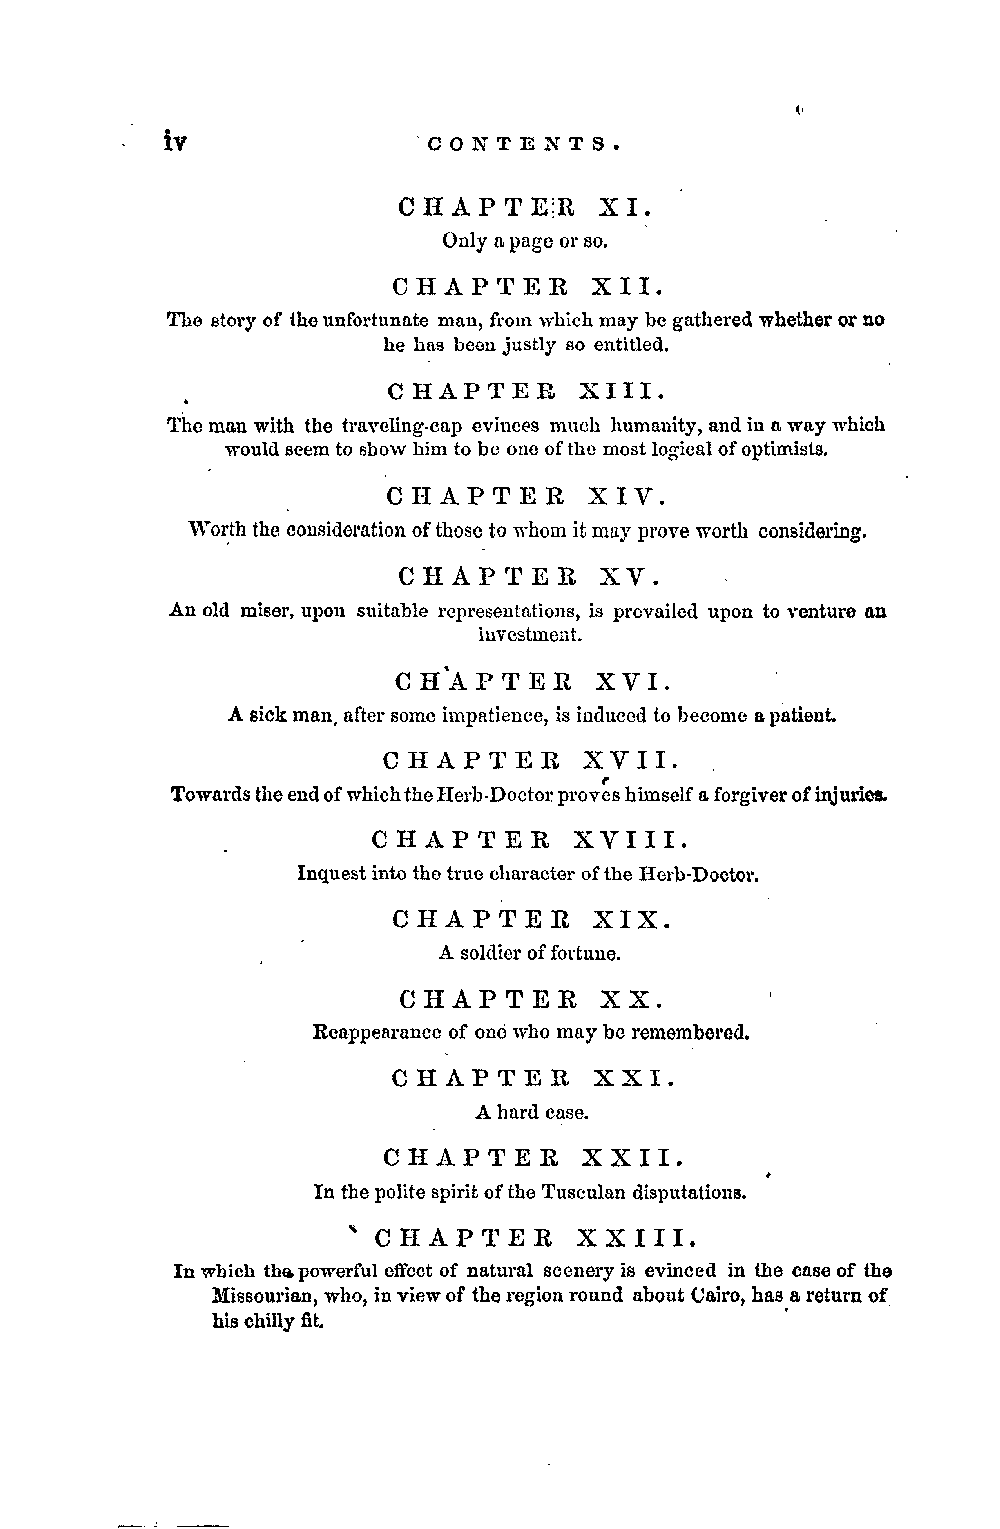 iv CONTENTS.
CHAPTER XI.
Only a page or so.
CHAPTER XII.
The story of the unfortunate man, from which may be gathered whether or no
he has been justly so entitled.
CHAPTER XIII.
The man with the traveling-cap evinces much humanity, and in a way which
would seem to show him to be one of the most logical of optimists.
CHAPTER XIV.
Worth the consideration of those to whom it may prove worth considering.
CHAPTER XV.
An old miser, upon suitable representations, is prevailed upon to venture an
investment.
CHAPTER XVI.
A sick man, after some impatience, is induced to become a patient.
CHAPTER XVII.
Towards the end of which the Herb-Doctor proves himself a forgiver of injuries.
CHAPTER XVIII.
Inquest into the true character of the Herb-Doctor.
CHAPTER XIX.
A soldier of fortune.
CHAPTER XX.
Reappearance of one who may be remembered.
CHAPTER XXI.
A hard case.
CHAPTER XXII.
In the polite spirit of the Tusculan disputations.
CHAPTER XXIII.
In which the powerful effect of natural scenery is evinced in the case of the
Missourian, who, in view of the region round about Cairo, has a return of
his chilly fit.